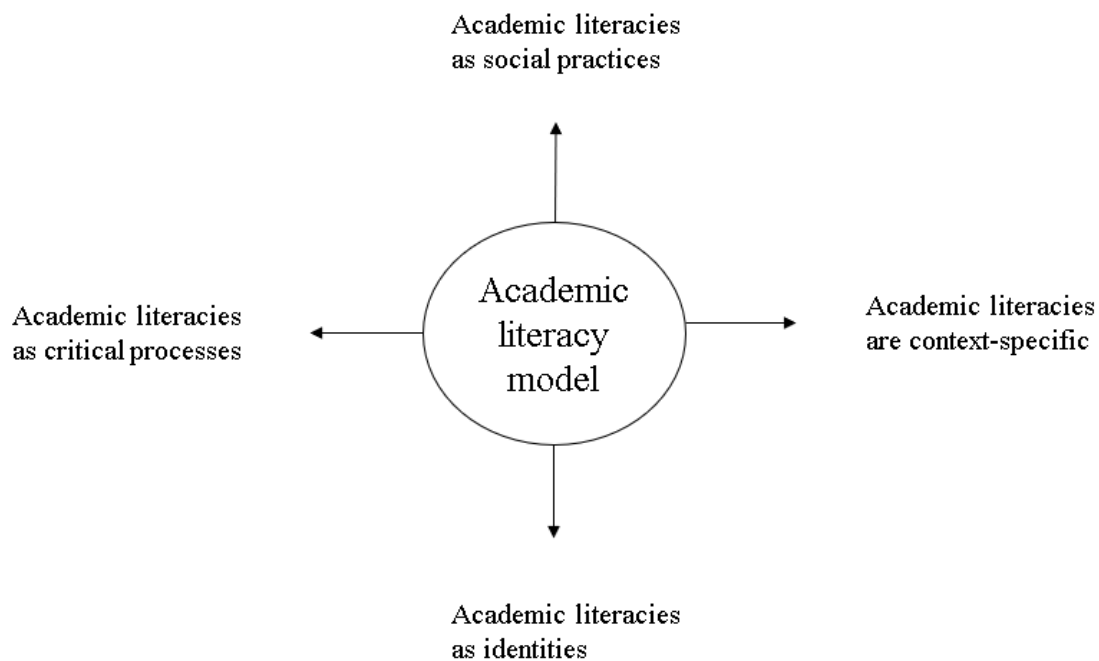 Academic literacies
as social practices
Academic literacies
as critical processes
Academic
literacy
model
Academic literacies
are context-specific
Academic literacies
as identities